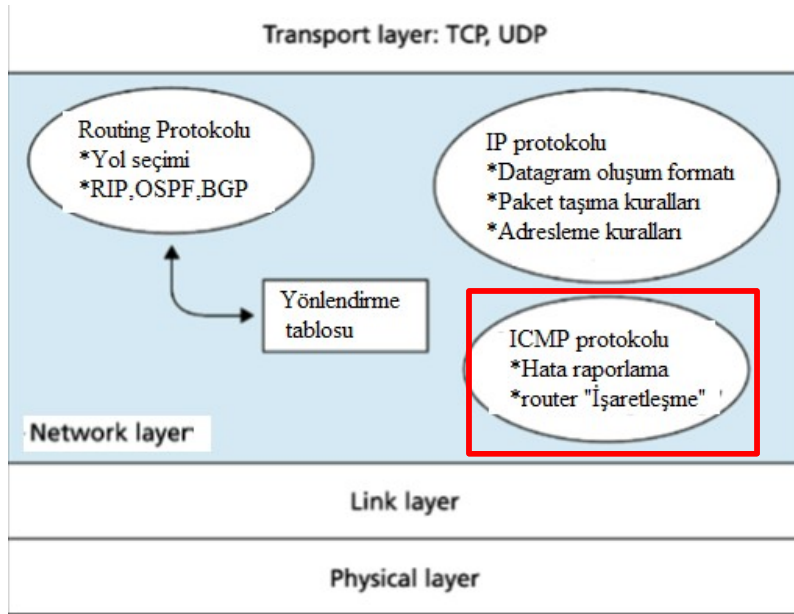 Transport layer: TCP, UDP
Routing Protokolu
*Yol seçimi
*RIP,OSPF,BGP
IP protokolu
*Datagram oluşum formatı
*Paket taşıma kuralları
*Adresleme kuralları
Yönlendirme
tablosu
ICMP protokolu
*Hata raporlama
*router "İşaretleşme"
Network layer
Link layer
Physical layer